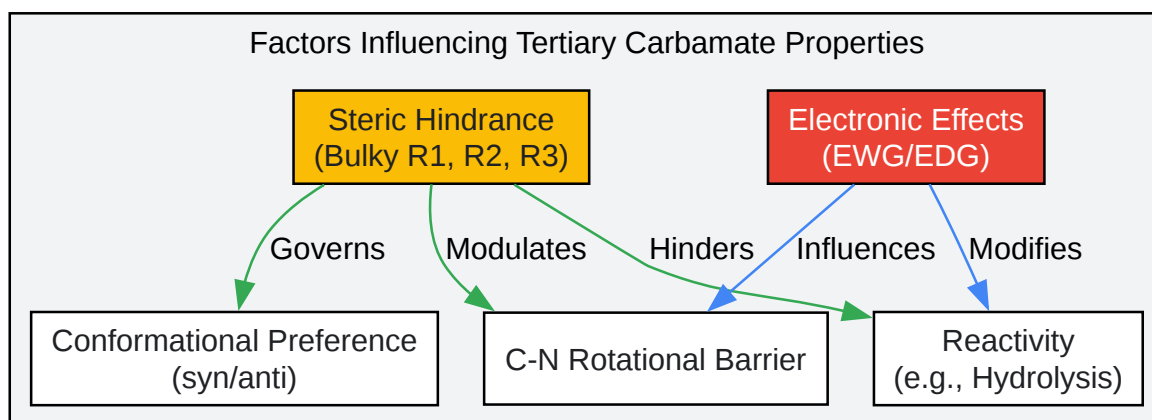 Factors Influencing Tertiary Carbamate Properties
Steric Hindrance
(Bulky R1, R2, R3)
Electronic Effects
(EWG/EDG)
Governs
Modulates
Hinders
Influences
Modifies
Conformational Preference
(syn/anti)
C-N Rotational Barrier
Reactivity
(e.g., Hydrolysis)